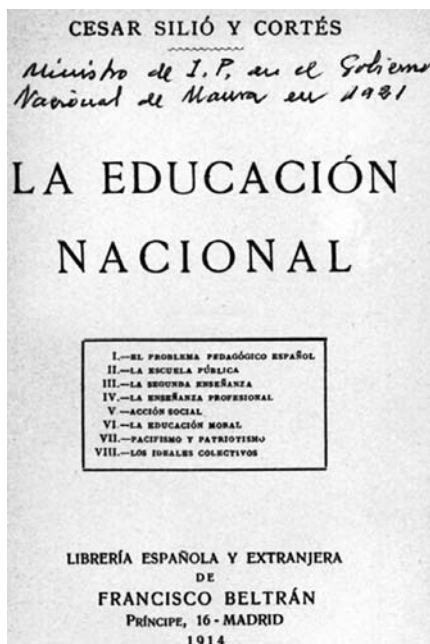 CESAR SILIÓ Y CORTÉS
Ministro de I.P. en el Gobierno
Nacional de Maura en 1921
LA EDUCACIÓN
NACIONAL
I.—EL PROBLEMA PEDAGÓGICO ESPAÑOL
II.—LA ESCUELA PÚBLICA
III.—LA SEGUNDA ENSEÑANZA
IV.—LA ENSEÑANZA PROFESIONAL
V —ACCIÓN SOCIAL
VI.—LA EDUCACIÓN MORAL
VII.—PACIFISMO Y PATRIOTISMO
VIII.—LOS IDEALES COLECTIVOS
LIBRERÍA ESPAÑOLA Y EXTRANJERA
DE
FRANCISCO BELTRÁN
PRÍNCIPE, 16 - MADRID
1914